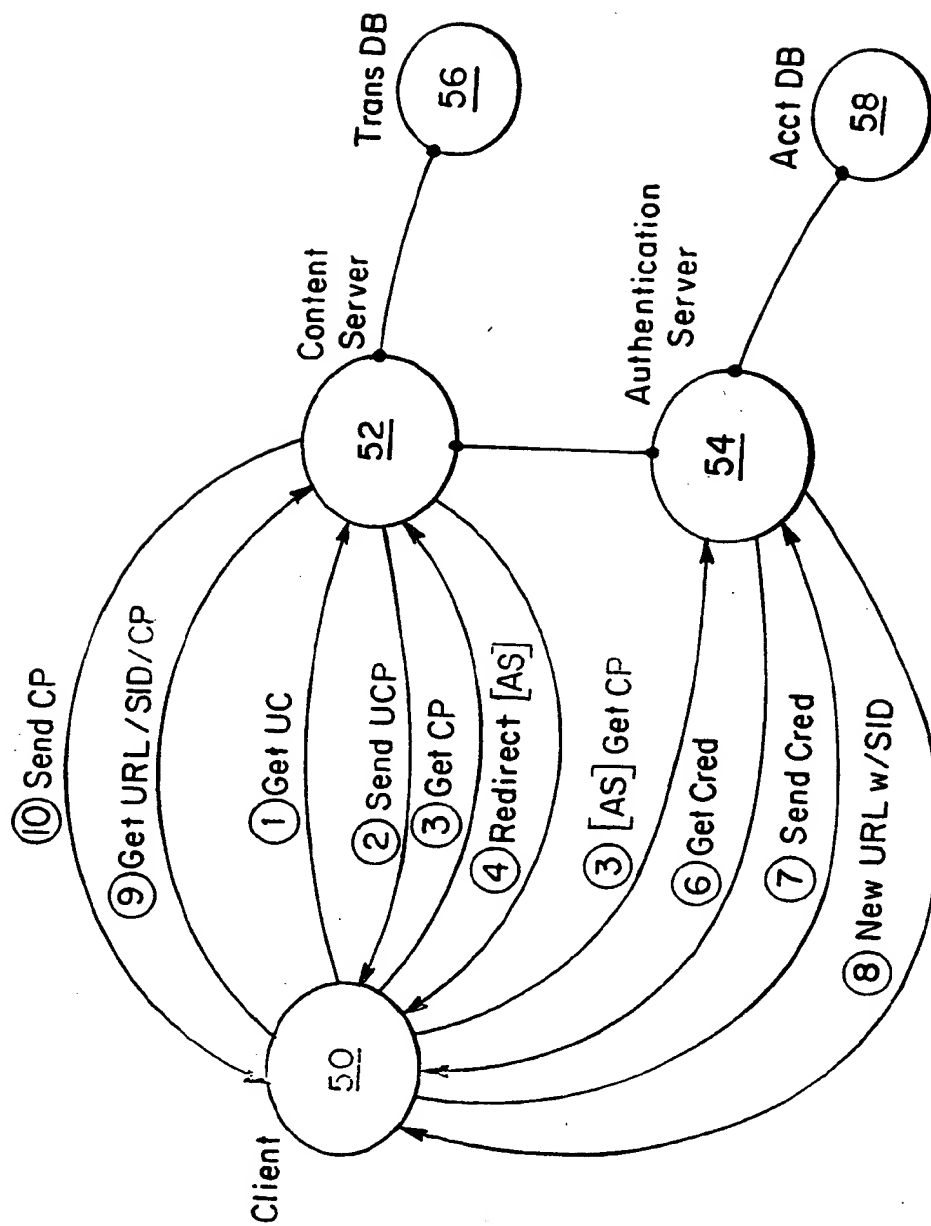 Client
50
Content
Server
52
Trans DB
56
Authentication
Server
54
Acct DB
58
⑩ Send CP
⑨ Get URL/SID/CP
① Get UC
② Send UCP
③ Get CP
④ Redirect [AS]
③ [AS] Get CP
⑥ Get Cred
⑦ Send Cred
⑧ New URL w/SID